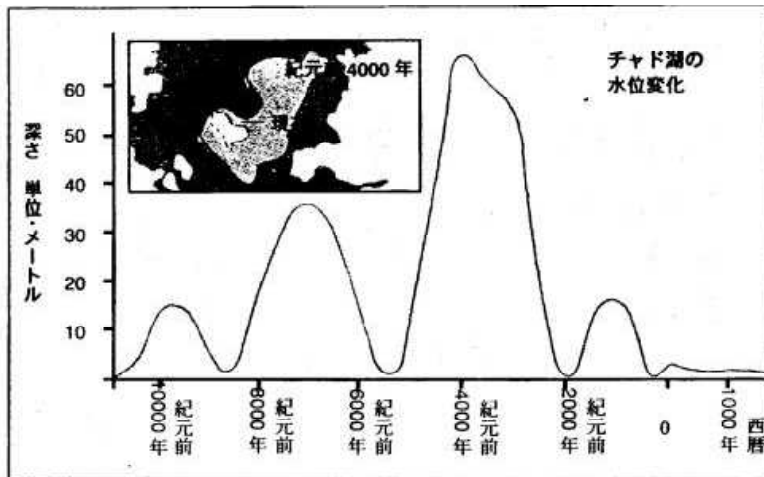 チャド湖の
水位変化
紀元 4000年
深さ 単位・メートル
60
50
40
30
20
10
紀元前
10000年
紀元前
8000年
紀元前
6000年
紀元前
4000年
紀元前
2000年
0
西暦
1000年